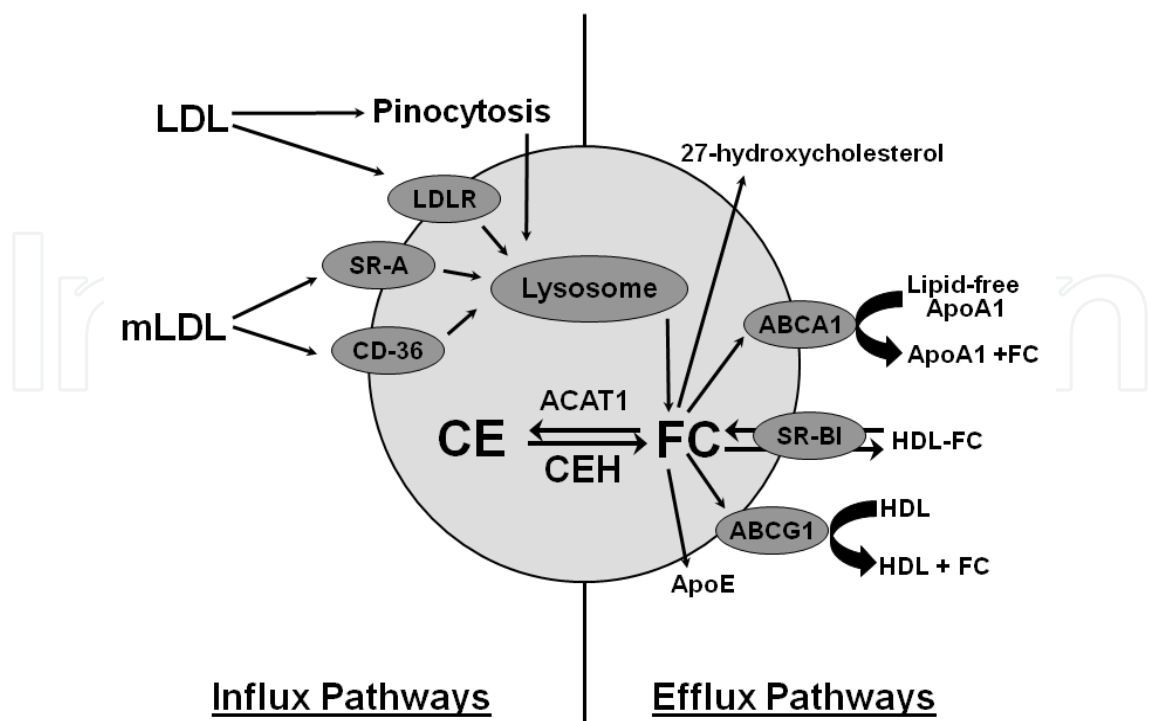 LDL
Pinocytosis
LDLR
SR-A
mLDL
CD-36
Lysosome
27-hydroxycholesterol
ABCA1
Lipid-free
ApoA1
ApoA1 +FC
ACAT1
CE
FC
CEH
SR-BI
HDL-FC
ABCG1
HDL
HDL + FC
ApoE
Influx Pathways
Efflux Pathways